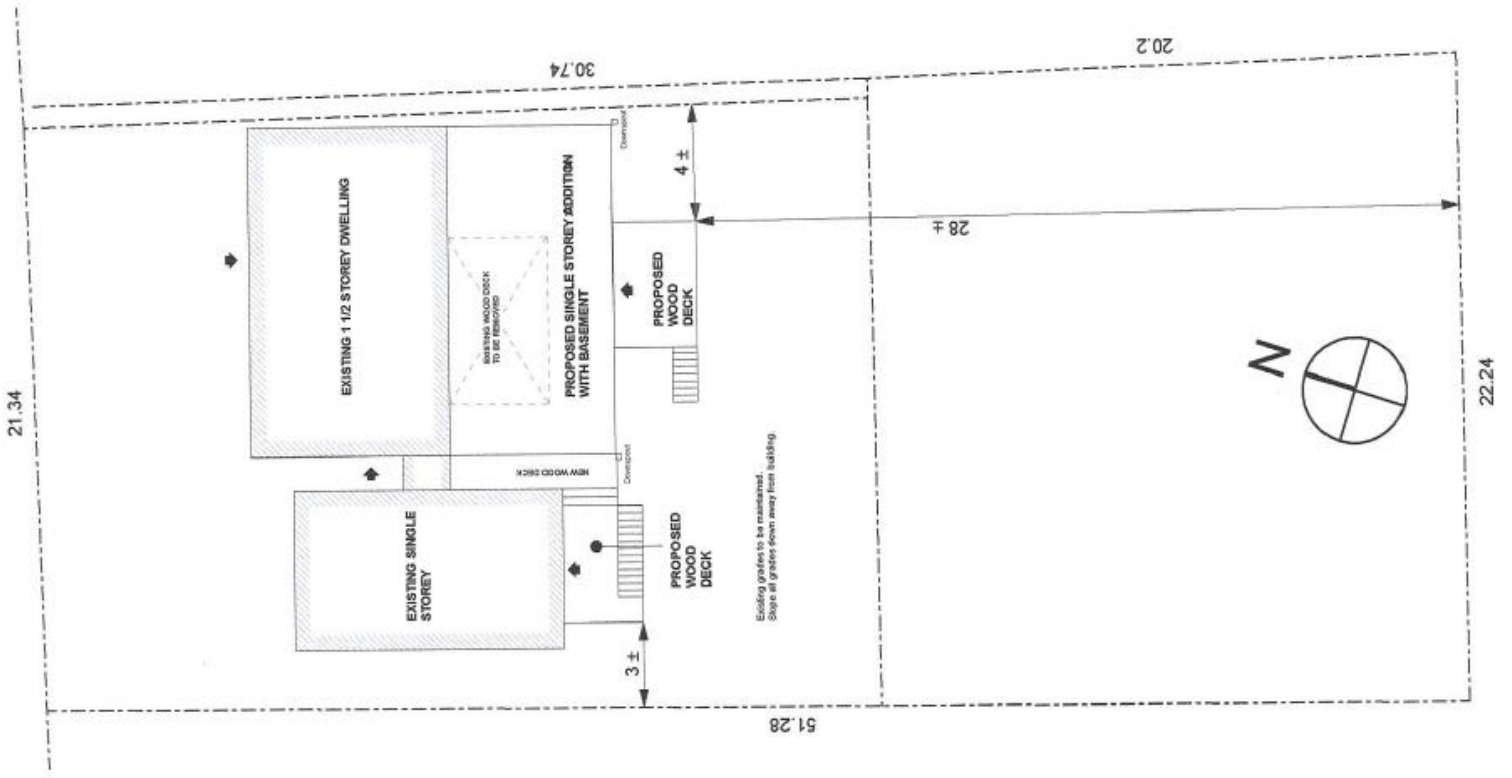 30.74
20.2
21.34
EXISTING 1 1/2 STOREY DWELLING
Downspout
4 ±
28 ±
EXISTING WOOD DECK
TO BE REMOVED
PROPOSED SINGLE STOREY ADDITION
WITH BASEMENT
PROPOSED
WOOD
DECK
N
22.24
NEW WOOD DECK
Downspout
EXISTING SINGLE
STOREY
PROPOSED
WOOD
DECK
Existing grades to be maintained.
Slope all grades down away from building.
3 ±
51.28